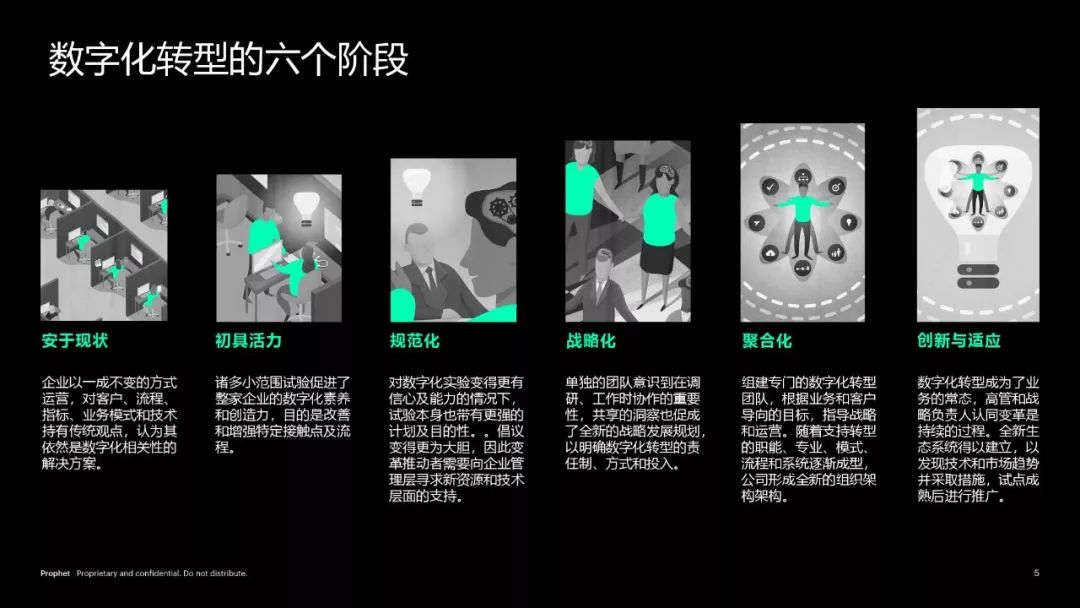 数字化转型的六个阶段
安于现状
企业以一成不变的方式
运营，对客户、流程、
指标、业务模式和技术
持有传统观点，认为其
依然是数字化相关性的
解决方案。
初具活力
诸多小范围试验促进了
整家企业的数字化素养
和创造力，目的是改善
和增强特定接触点及流
程。
规范化
对数字化实验变得更有
信心及能力的情况下，
试验本身也带有更强的
计划及目的性。。倡议
变得更为大胆，因此变
革推动者需要向企业管
理层寻求新资源和技术
层面的支持。
战略化
单独的团队意识到在调
研、工作时协作的重要
性，共享的洞察也促成
了全新的战略发展规划，
以明确数字化转型的责
任制、方式和投入。
聚合化
组建专门的数字化转型
团队，根据业务和客户
导向的目标，指导战略
和运营。随着支持转型
的职能、专业、模式、
流程和系统逐渐成型，
公司形成全新的组织架
构架构。
创新与适应
数字化转型成为了业
务的常态，高管和战
略负责人认同变革是
持续的过程。全新生
态系统得以建立，以
发现技术和市场趋势
并采取措施，试点成
熟后进行推广。
Prophet Proprietary and confidential. Do not distribute.
5